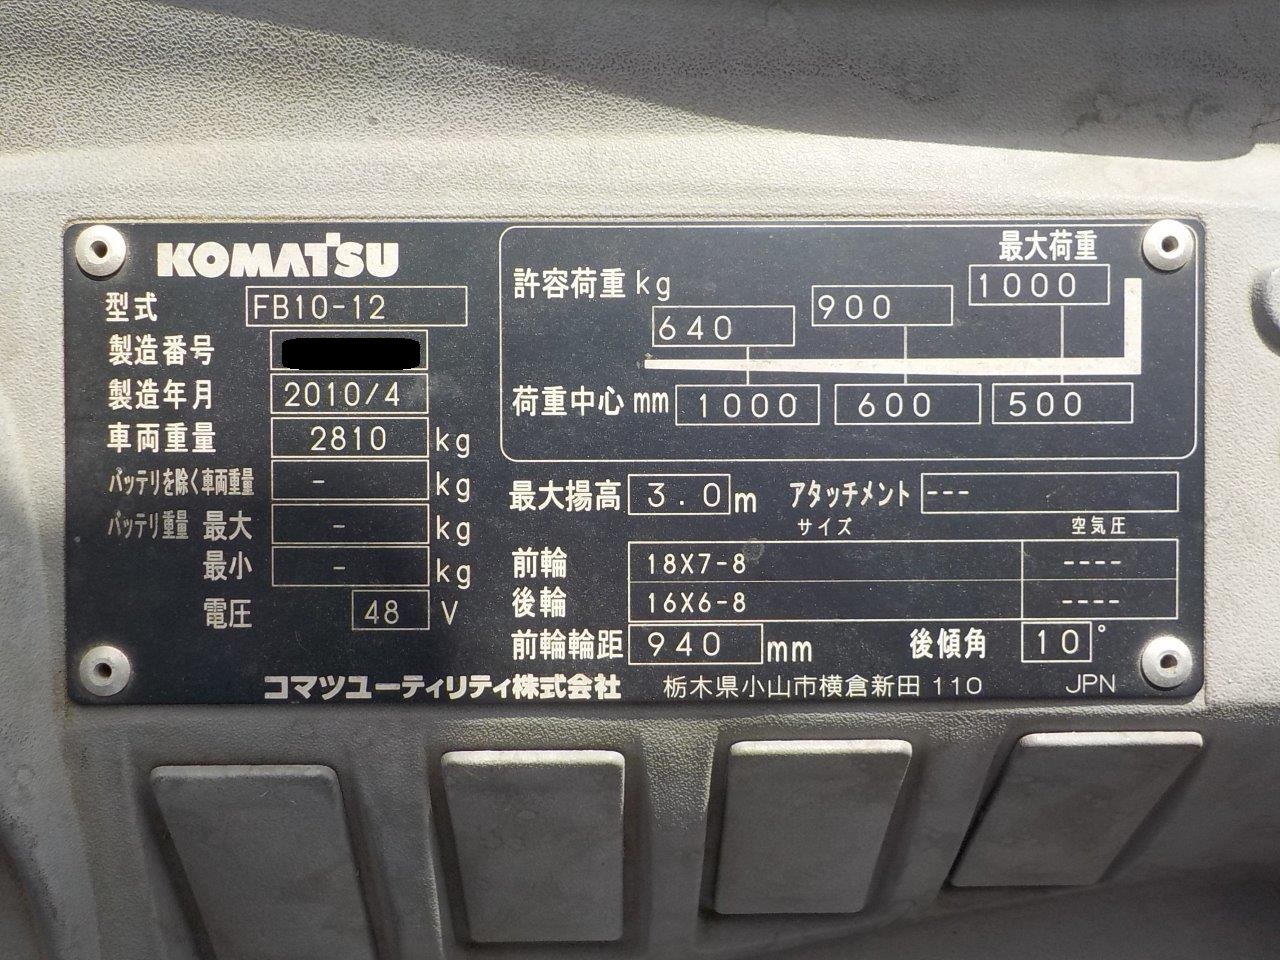 KOMATSU
型式 FB10-12
製造番号
製造年月 2010/4
車両重量 2810 kg
バッテリを除く車両重量 - kg
バッテリ重量 最大 - kg
最小 - kg
電圧 48 V
最大荷重
許容荷重 kg 640 900 1000
荷重中心 mm 1000 600 500
最大揚高 3.0 m アタッチメント ---
サイズ 空気圧
前輪 18X7-8 ----
後輪 16X6-8 ----
前輪輪距 940 mm 後傾角 10°
コマツユーティリティ株式会社 栃木県小山市横倉新田 110 JPN